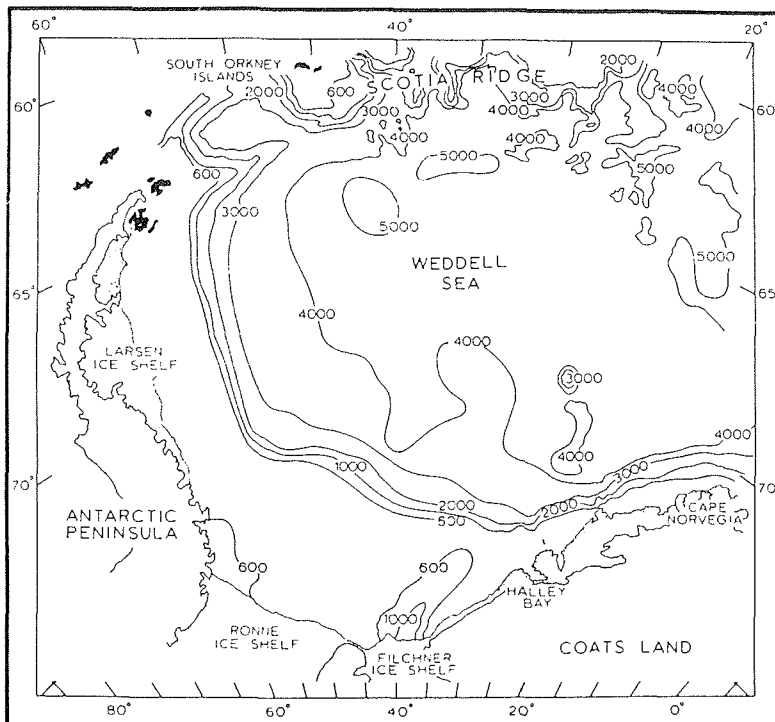 60°
40°
20°
SOUTH ORKNEY
ISLANDS
2000
600
SCOTIA RIDGE
3000
2000
3000
4000
4000
60°
60°
4000
4000
4000
5000
5000
600
3000
5000
WEDDELL
SEA
5000
65°
65°
4000
4000
LARSEN
ICE SHELF
3000
4000
4000
3000
70°
70°
1000
2000
500
2000
CAPE
NORVEGIA
ANTARCTIC
PENINSULA
600
600
HALLEY
BAY
1000
RONNE
ICE SHELF
FILCHNER
ICE SHELF
COATS LAND
80°
60°
40°
20°
0°